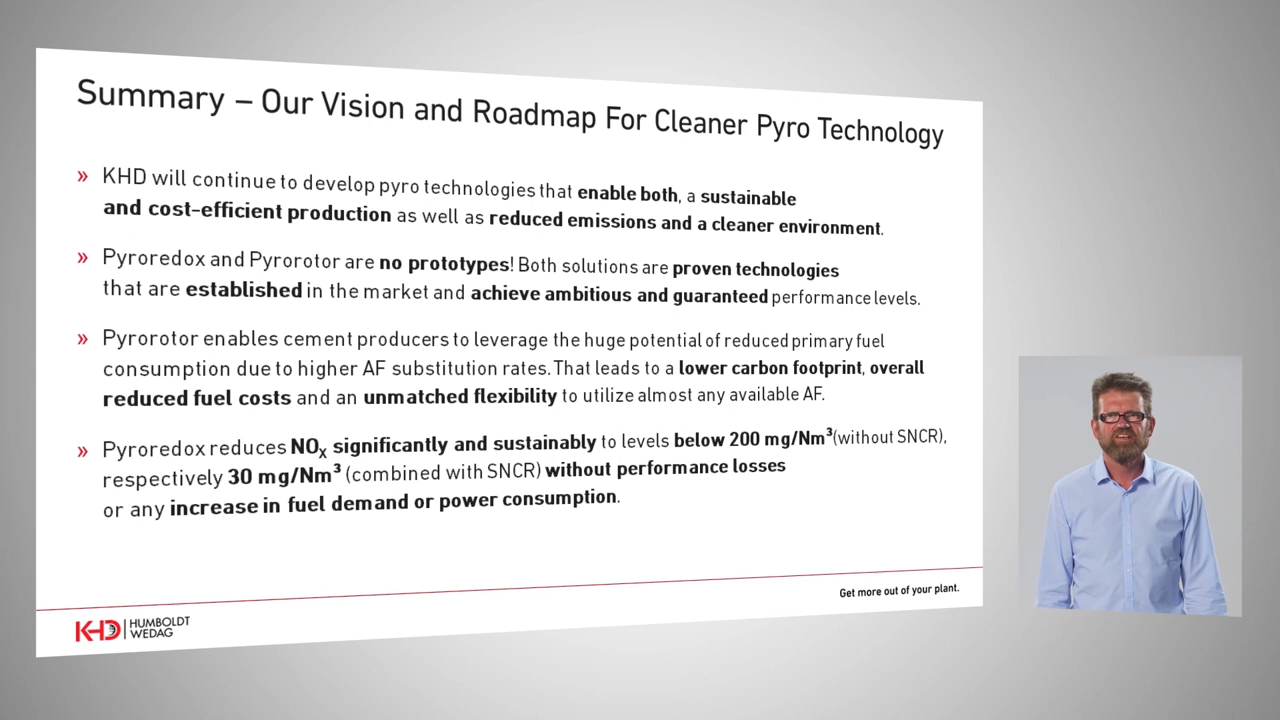 Summary – Our Vision and Roadmap For Cleaner Pyro Technology
» KHD will continue to develop pyro technologies that enable both, a sustainable
and cost-efficient production as well as reduced emissions and a cleaner environment.
» Pyroredox and Pyrorotor are no prototypes! Both solutions are proven technologies
that are established in the market and achieve ambitious and guaranteed performance levels.
» Pyrorotor enables cement producers to leverage the huge potential of reduced primary fuel
consumption due to higher AF substitution rates. That leads to a lower carbon footprint, overall
reduced fuel costs and an unmatched flexibility to utilize almost any available AF.
» Pyroredox reduces NOx significantly and sustainably to levels below 200 mg/Nm³(without SNCR),
respectively 30 mg/Nm³ (combined with SNCR) without performance losses
or any increase in fuel demand or power consumption.
Get more out of your plant.
KHD HUMBOLDT
WEDAG